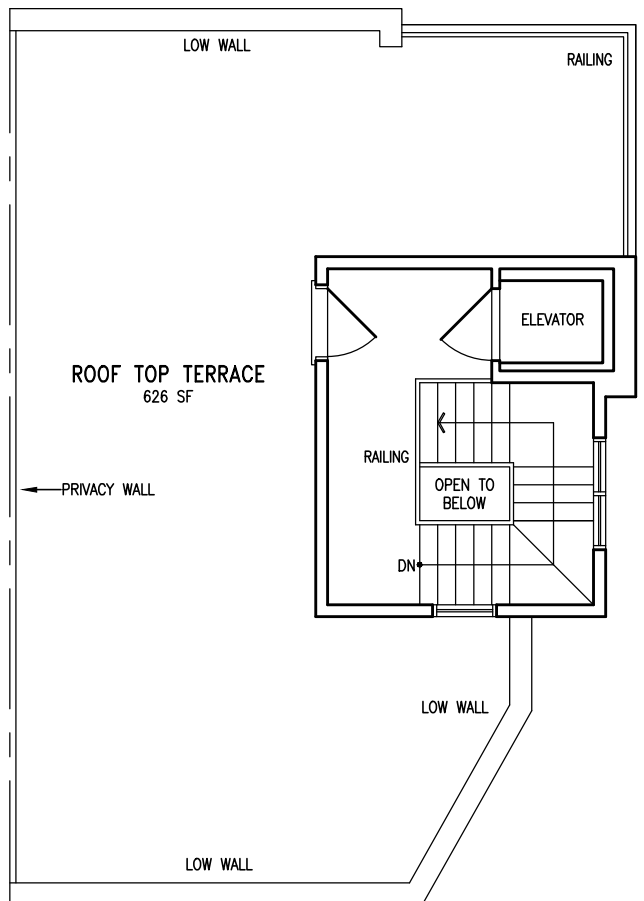 LOW WALL
RAILING
ELEVATOR
ROOF TOP TERRACE
626 SF
RAILING
OPEN TO
BELOW
PRIVACY WALL
DN
LOW WALL
LOW WALL